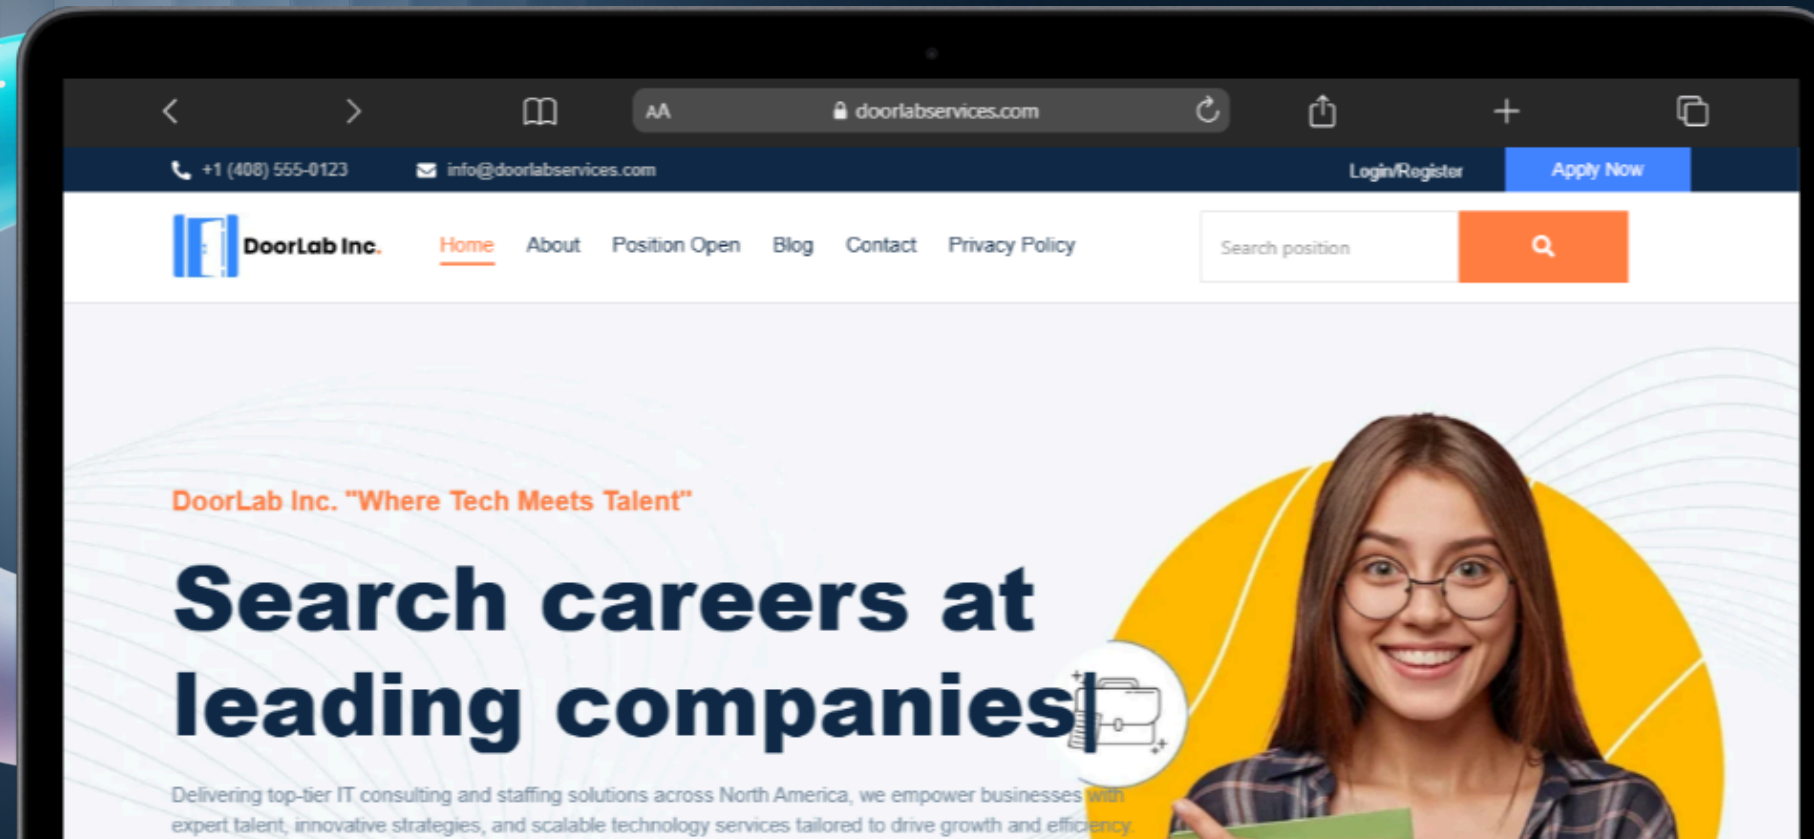 AA doorlabservices.com
+1 (408) 555-0123 info@doorlabservices.com Login/Register Apply Now
DoorLab Inc. Home About Position Open Blog Contact Privacy Policy Search position
DoorLab Inc. "Where Tech Meets Talent"
Search careers at
leading companies|
Delivering top-tier IT consulting and staffing solutions across North America, we empower businesses with
expert talent, innovative strategies, and scalable technology services tailored to drive growth and efficiency.